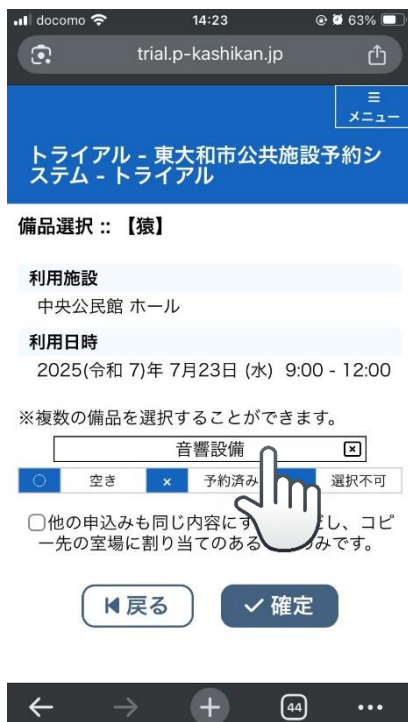 docomo 14:23 63%
trial.p-kashikan.jp
メニュー
トライアル - 東大和市公共施設予約シ
ステム - トライアル
備品選択 :: 【猿】
利用施設
中央公民館 ホール
利用日時
2025(令和 7)年 7月23日 (水) 9:00 - 12:00
※複数の備品を選択することができます。
音響設備 ×
○ 空き × 予約済み 選択不可
他の申込みも同じ内容にす だし、コピ
ー先の室場に割り当てのある のみです。
戻る 確定
44